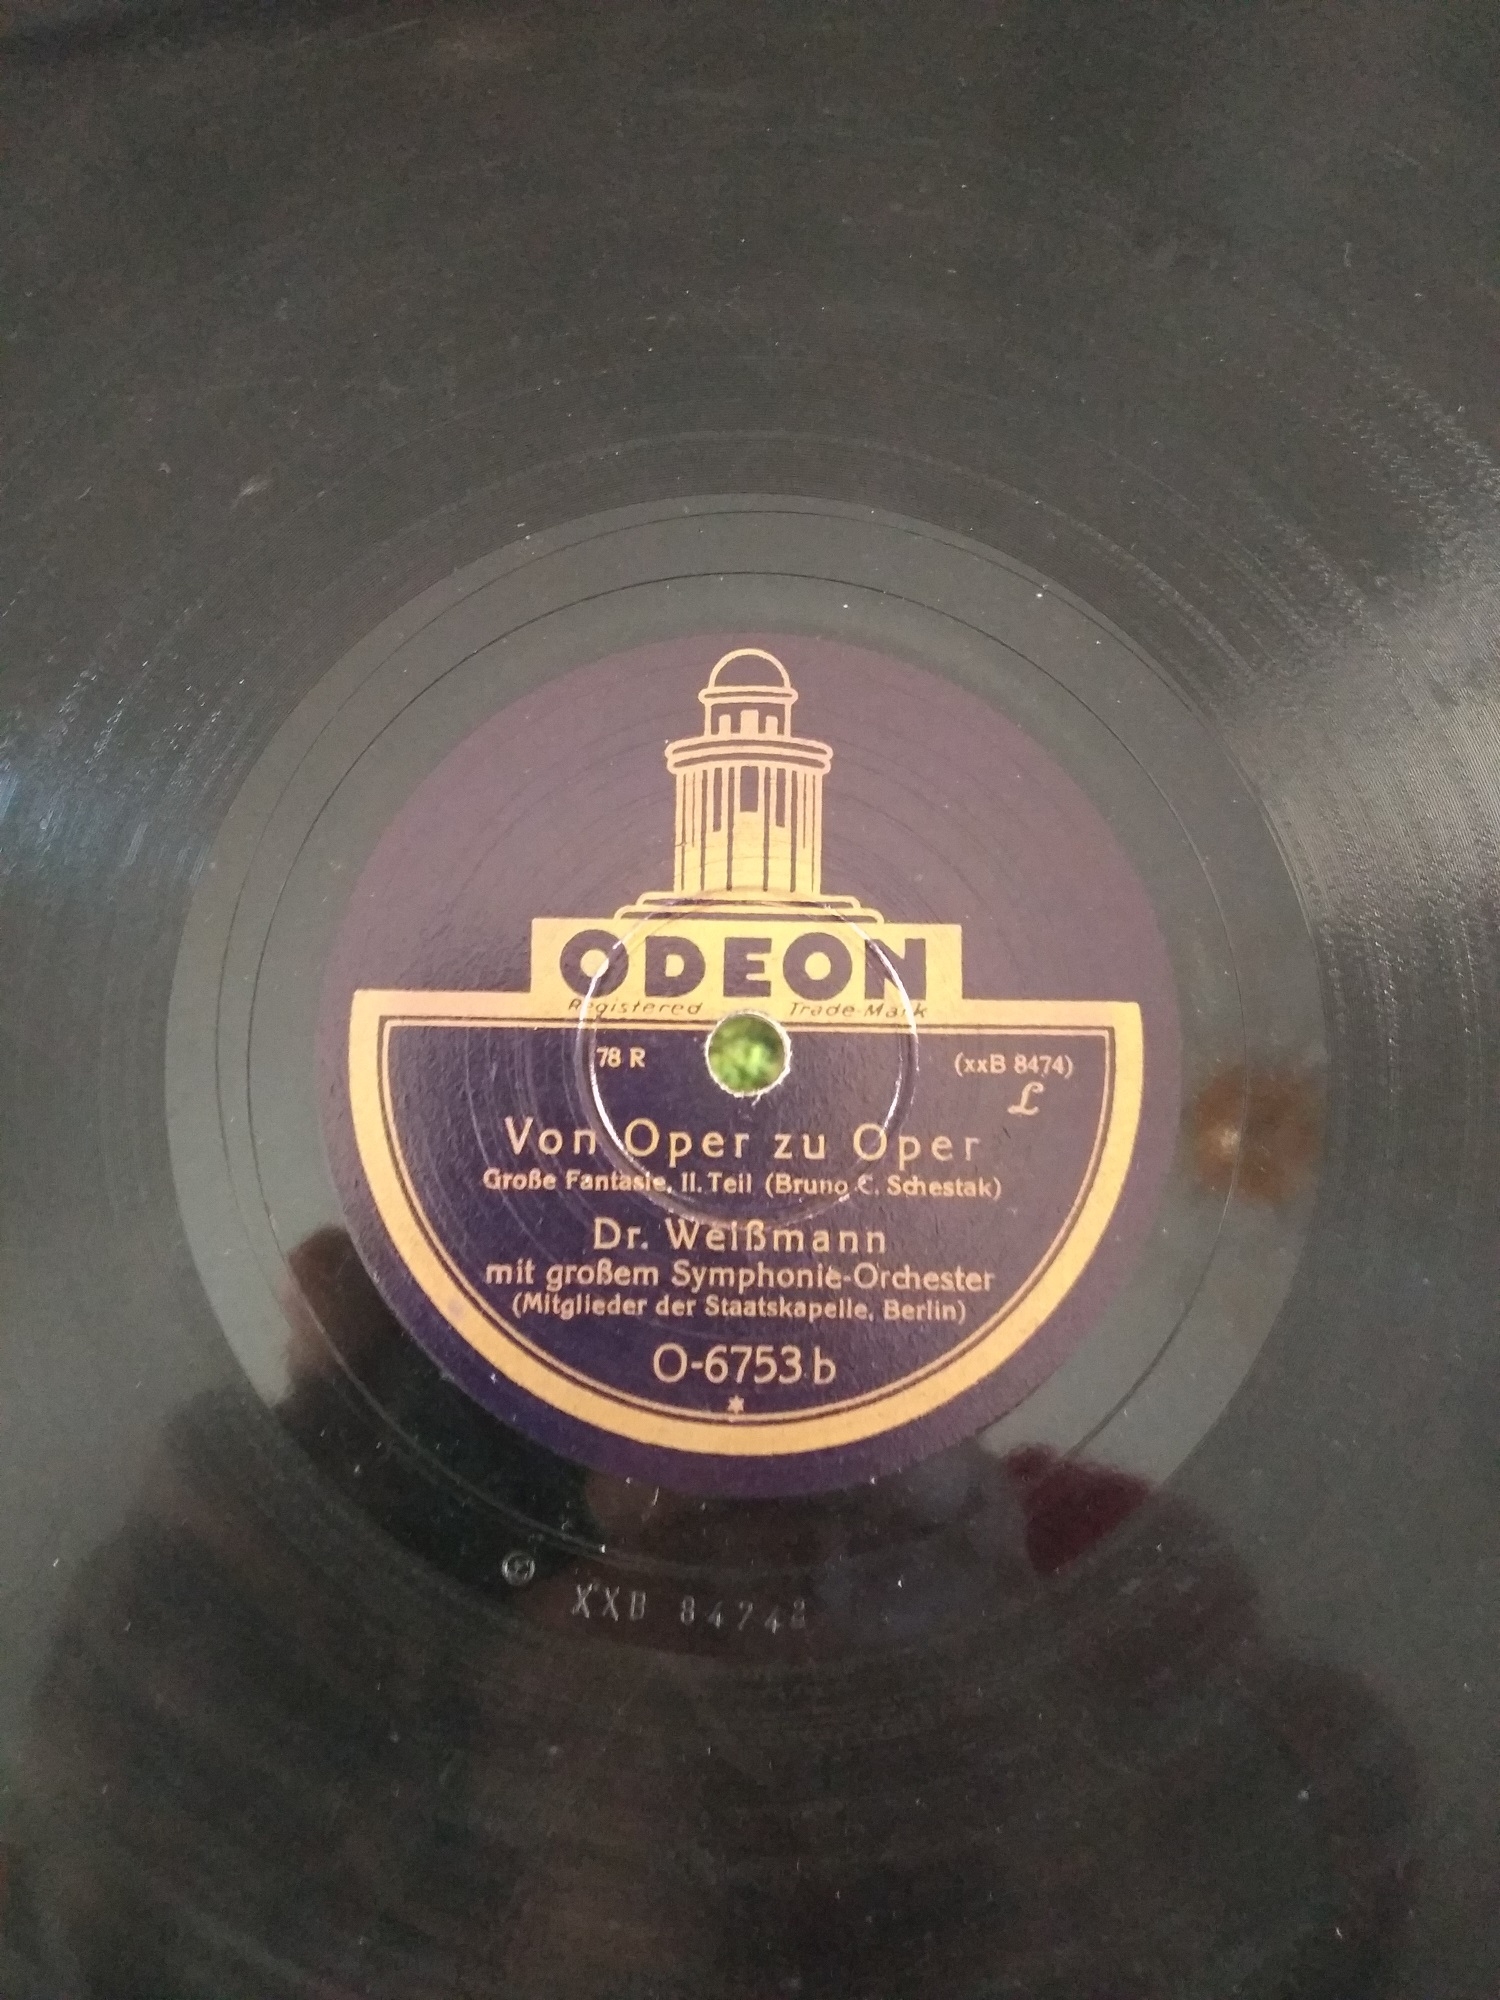 ODEON
Registered Trade-Mark
78 R
(xxB 8474)
L
Von Oper zu Oper
Große Fantasie, II. Teil (Bruno C. Schestak)
Dr. Weißmann
mit großem Symphonie-Orchester
(Mitglieder der Staatskapelle, Berlin)
O-6753 b
*
XXB